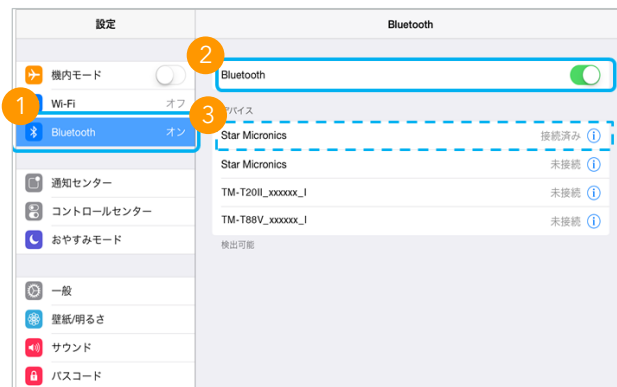 設定
Bluetooth
2
機内モード
Bluetooth
1
Wi-Fi オフ
3
デバイス
Bluetooth オン
Star Micronics 接続済み
Star Micronics 未接続
通知センター
TM-T20II_xxxxxx_I 未接続
コントロールセンター
TM-T88V_xxxxxx_I 未接続
おやすみモード
検出可能
一般
壁紙/明るさ
サウンド
パスコード